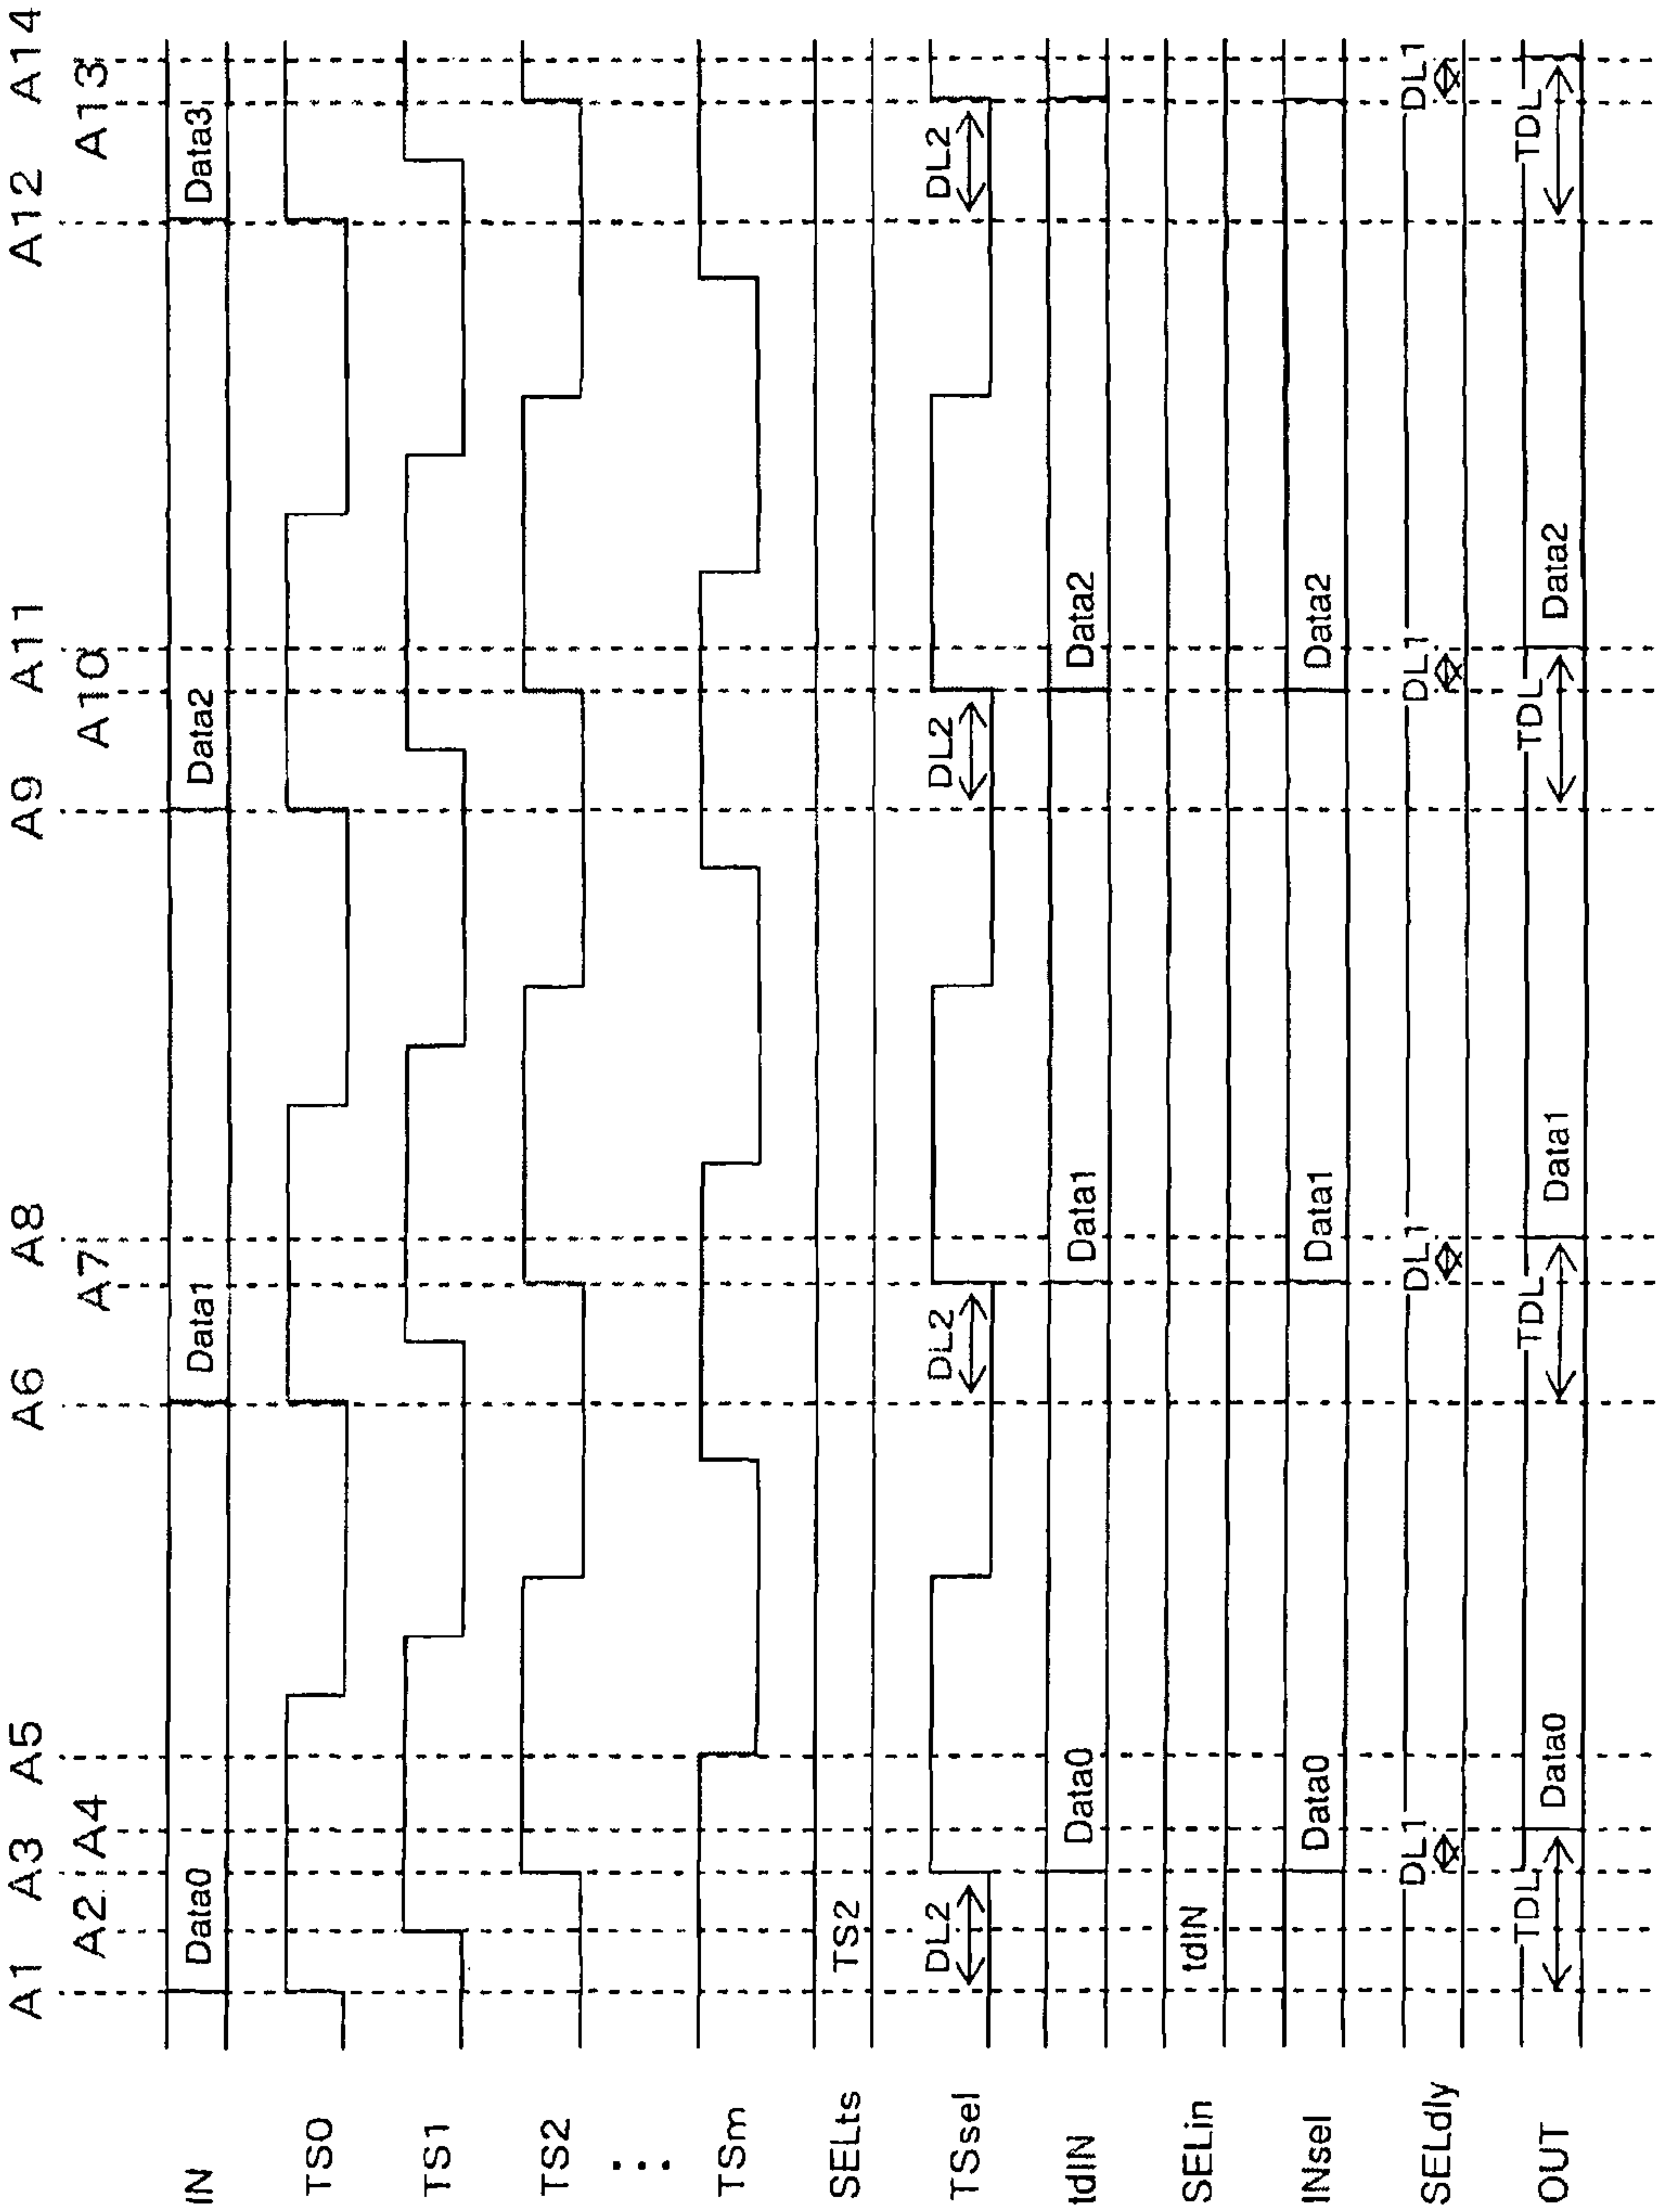 A1 A3 A5 A6 A8 A9 A11 A12 A14
A2 A4 A7 A10 A13
IN Data0 Data1 Data2 Data3
TS0
TS1
TS2
⋮
TSm
SELts TS2
TSsel DL2 DL2 DL2 DL2
tdIN Data0 Data1 Data2
SELin tdIN
INsel Data0 Data1 Data2
SELdly DL1 DL1 DL1 DL1
OUT TDL Data0 TDL Data1 TDL Data2 TDL